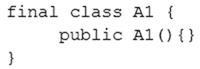 final class A1 {
     public A1(){}
}